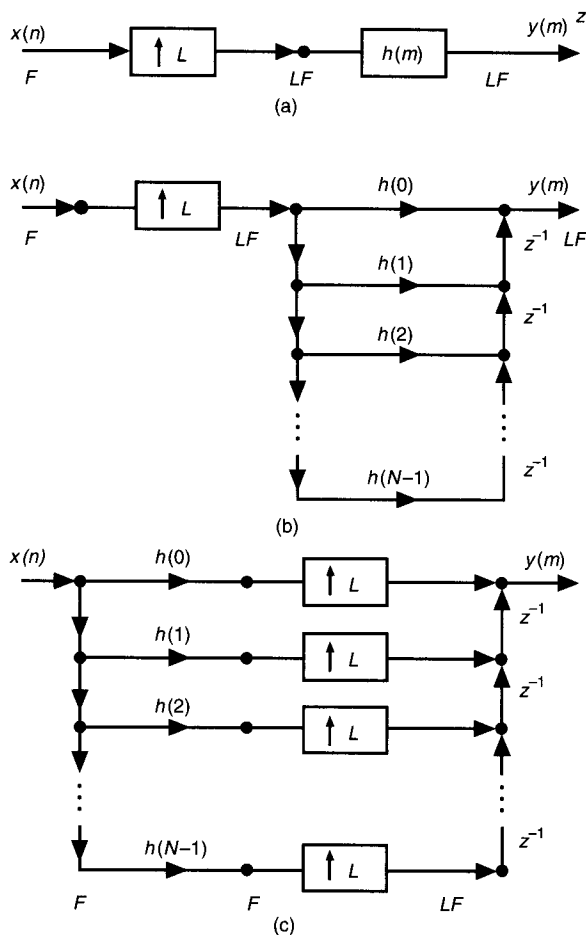 x(n) ↑ L h(m) y(m) z
F LF LF
(a)
x(n) ↑ L h(0) y(m)
F LF z⁻¹ LF
h(1)
z⁻¹
h(2)
⋮ ⋮
h(N−1) z⁻¹
(b)
x(n) h(0) ↑ L y(m)
z⁻¹
h(1) ↑ L
z⁻¹
h(2) ↑ L
⋮ ⋮
h(N−1) ↑ L z⁻¹
F F LF
(c)